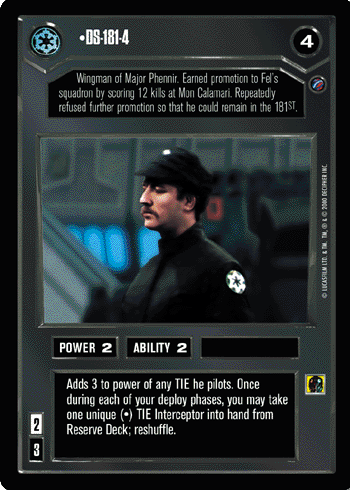 •DS-181-4
4
Wingman of Major Phennir. Earned promotion to Fel's
squadron by scoring 12 kills at Mon Calamari. Repeatedly
refused further promotion so that he could remain in the 181ST.
© LUCASFILM LTD. & TM. TM, ® & © 2000 DECIPHER INC.
POWER 2 ABILITY 2
Adds 3 to power of any TIE he pilots. Once
during each of your deploy phases, you may take
one unique (•) TIE Interceptor into hand from
Reserve Deck; reshuffle.
2
3